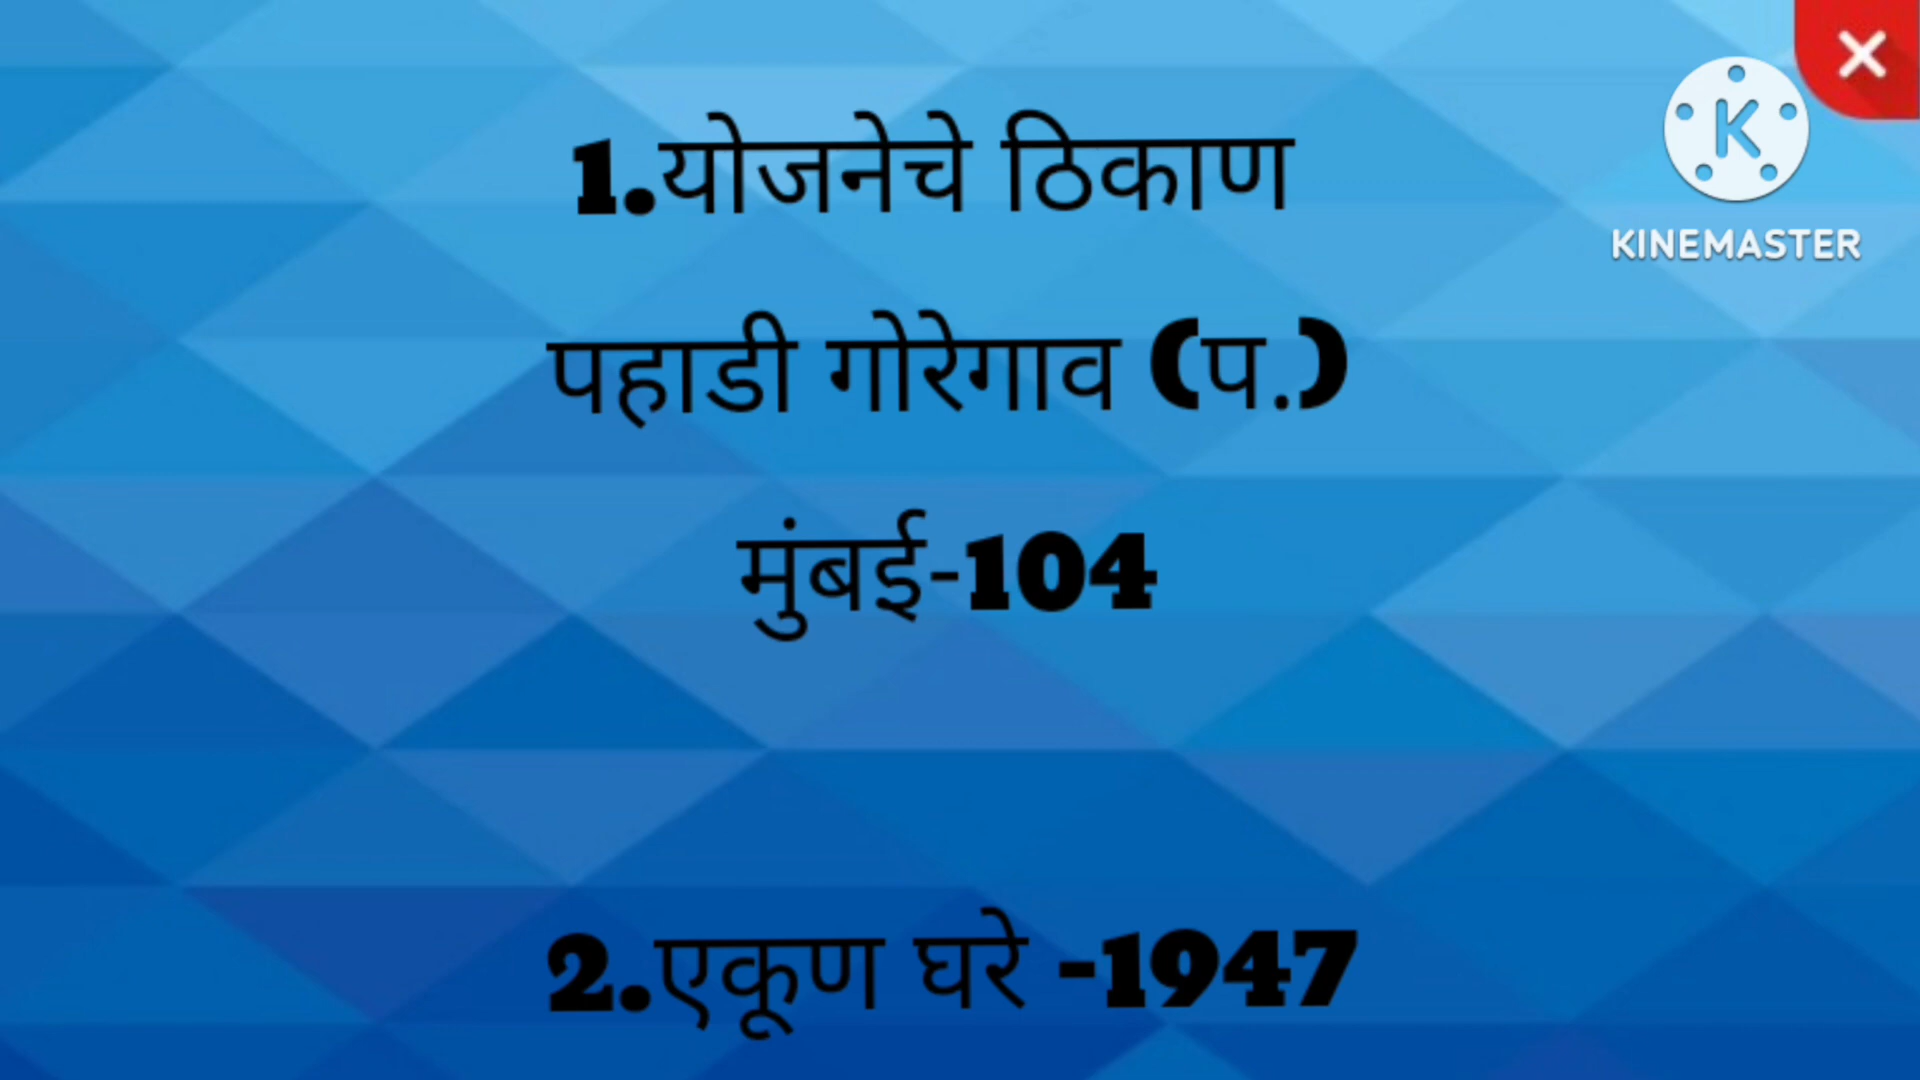 1.योजनेचे ठिकाण
पहाडी गोरेगाव (प.)
मुंबई-104
2.एकूण घरे -1947
K
KINEMASTER